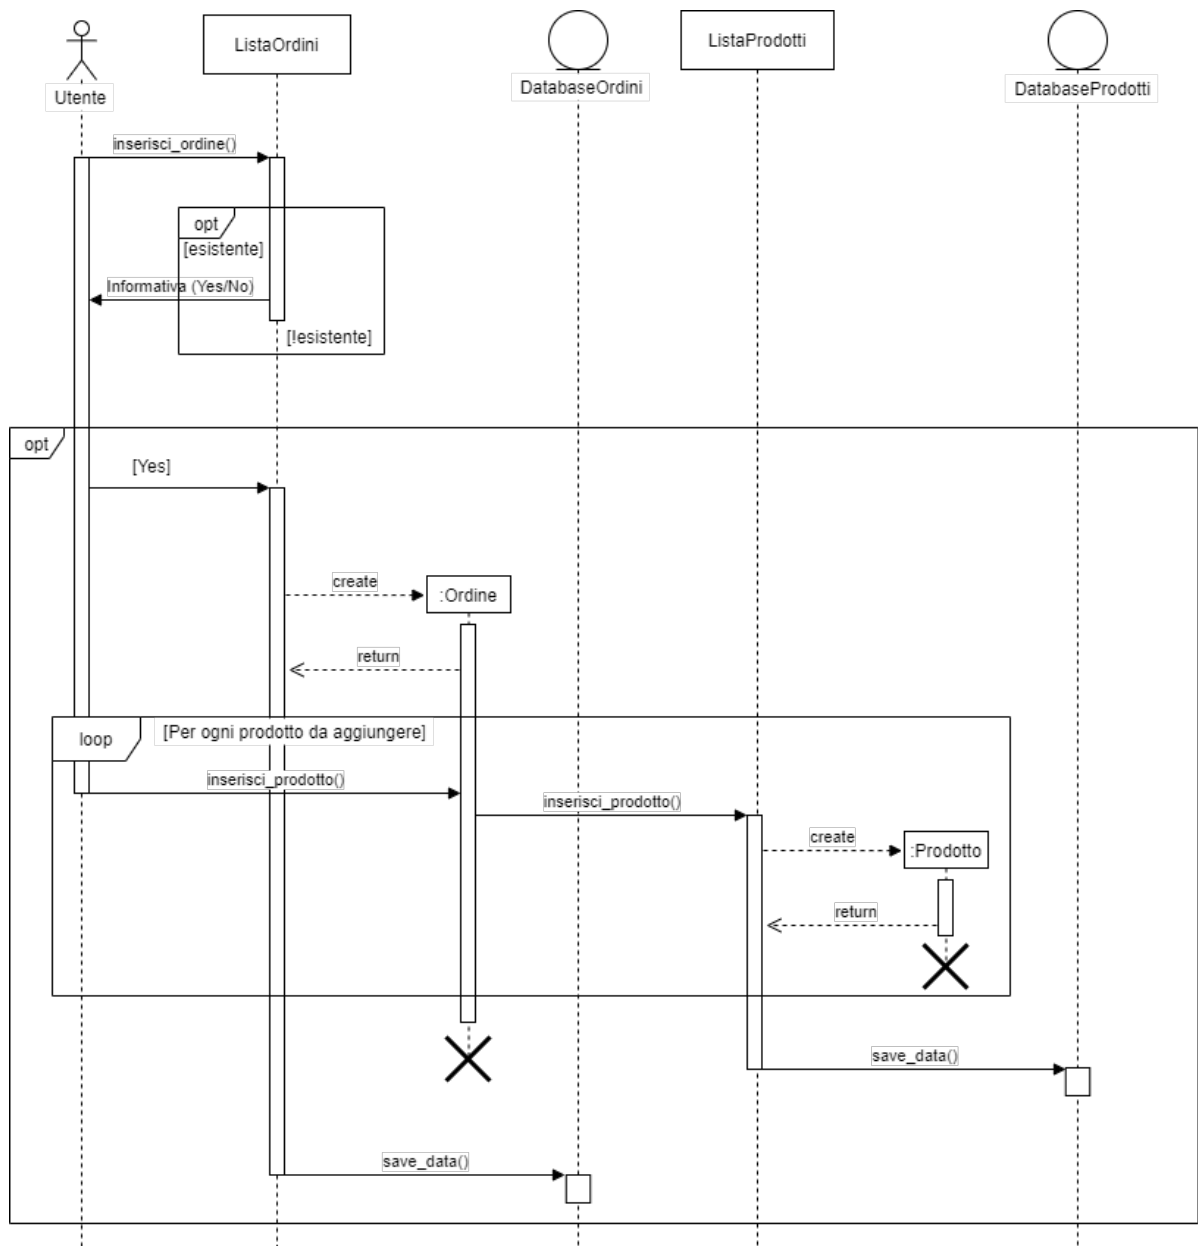 ListaOrdini
ListaProdotti
Utente
DatabaseOrdini
DatabaseProdotti
inserisci_ordine()
opt
[esistente]
Informativa (Yes/No)
[!esistente]
opt
[Yes]
create
:Ordine
return
loop
[Per ogni prodotto da aggiungere]
inserisci_prodotto()
inserisci_prodotto()
create
:Prodotto
return
save_data()
save_data()